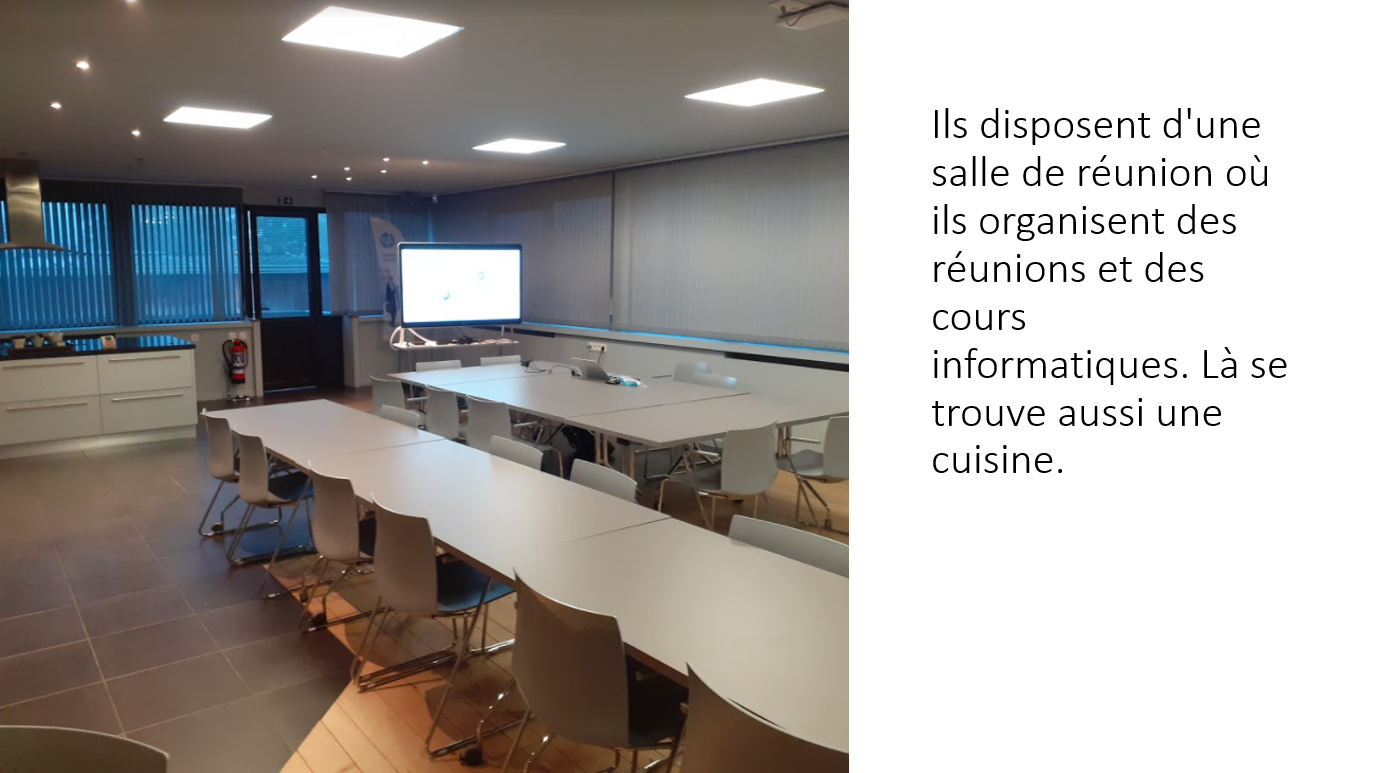 Ils disposent d'une
salle de réunion où
ils organisent des
réunions et des
cours
informatiques. Là se
trouve aussi une
cuisine.